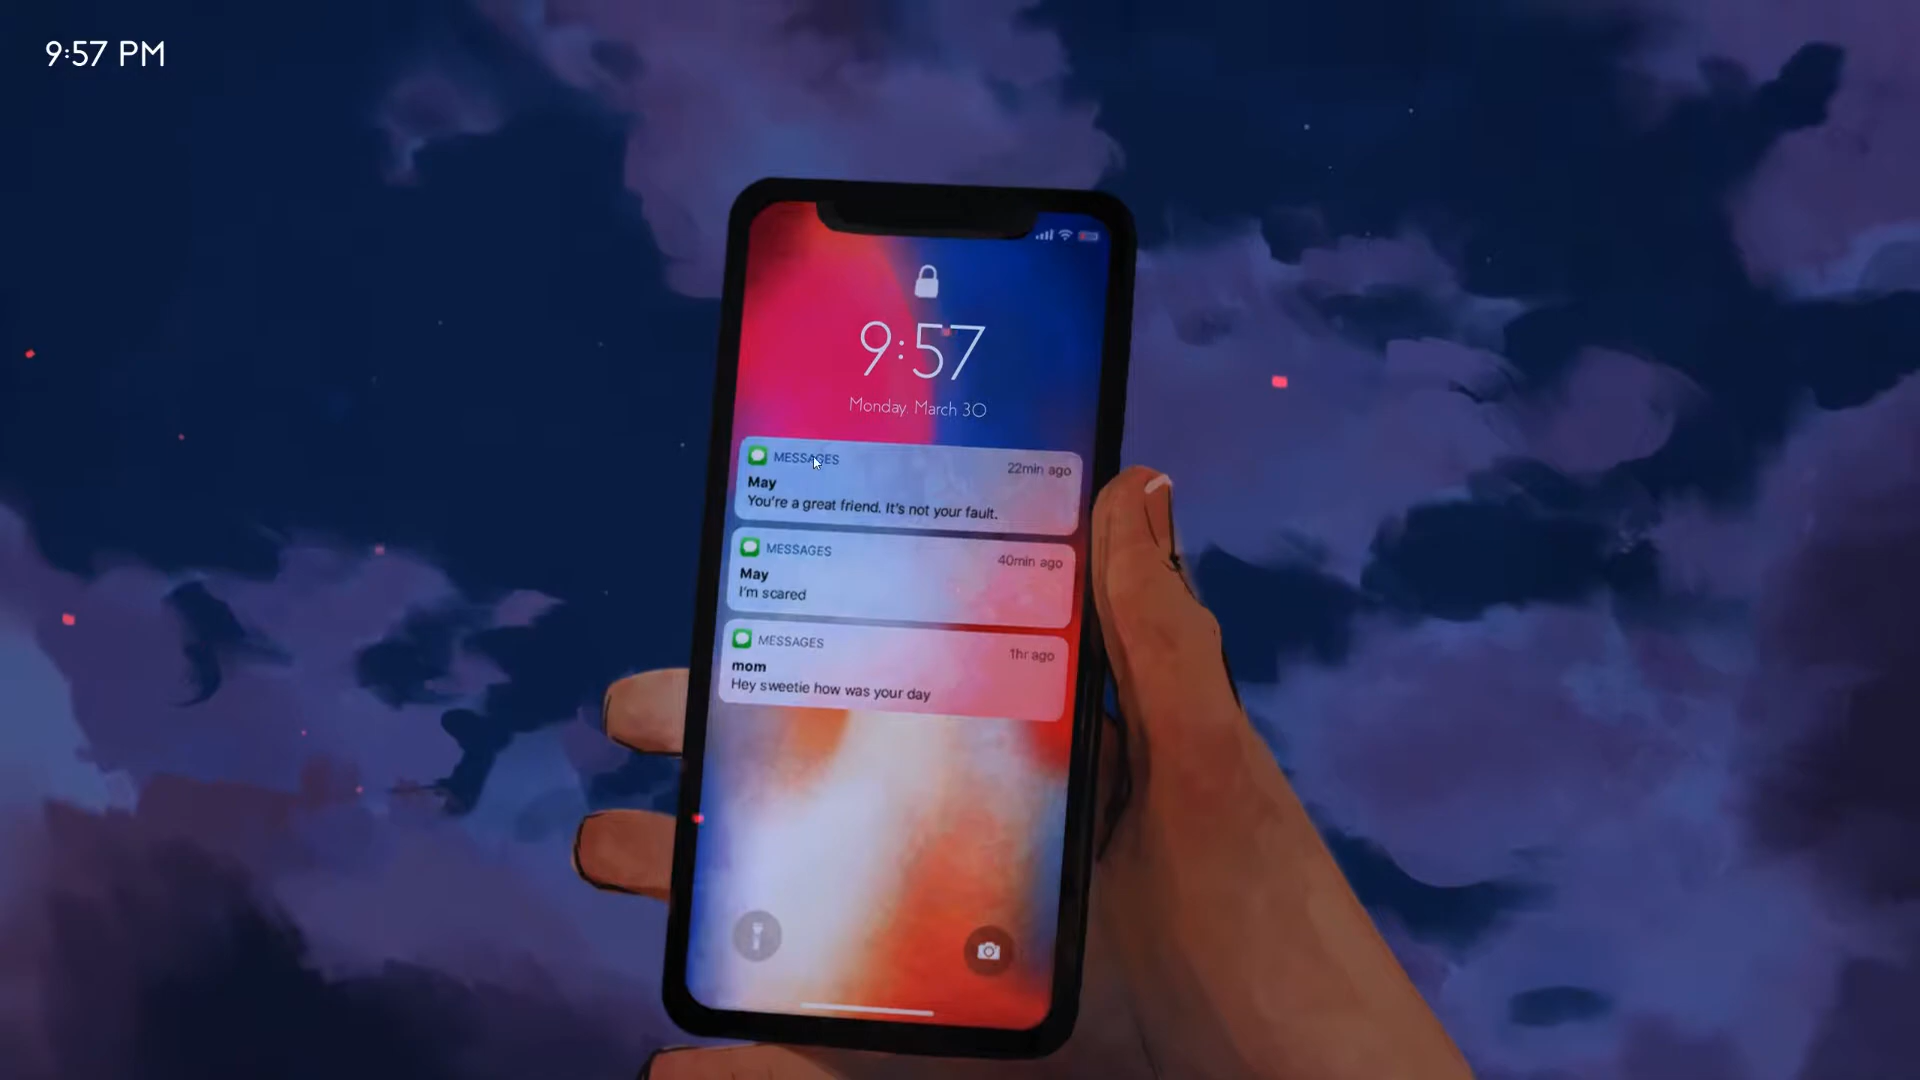 9:57 PM
9:57
Monday, March 30
MESSAGES
22min ago
May
You're a great friend. It's not your fault.
MESSAGES
40min ago
May
I'm scared
MESSAGES
1hr ago
mom
Hey sweetie how was your day